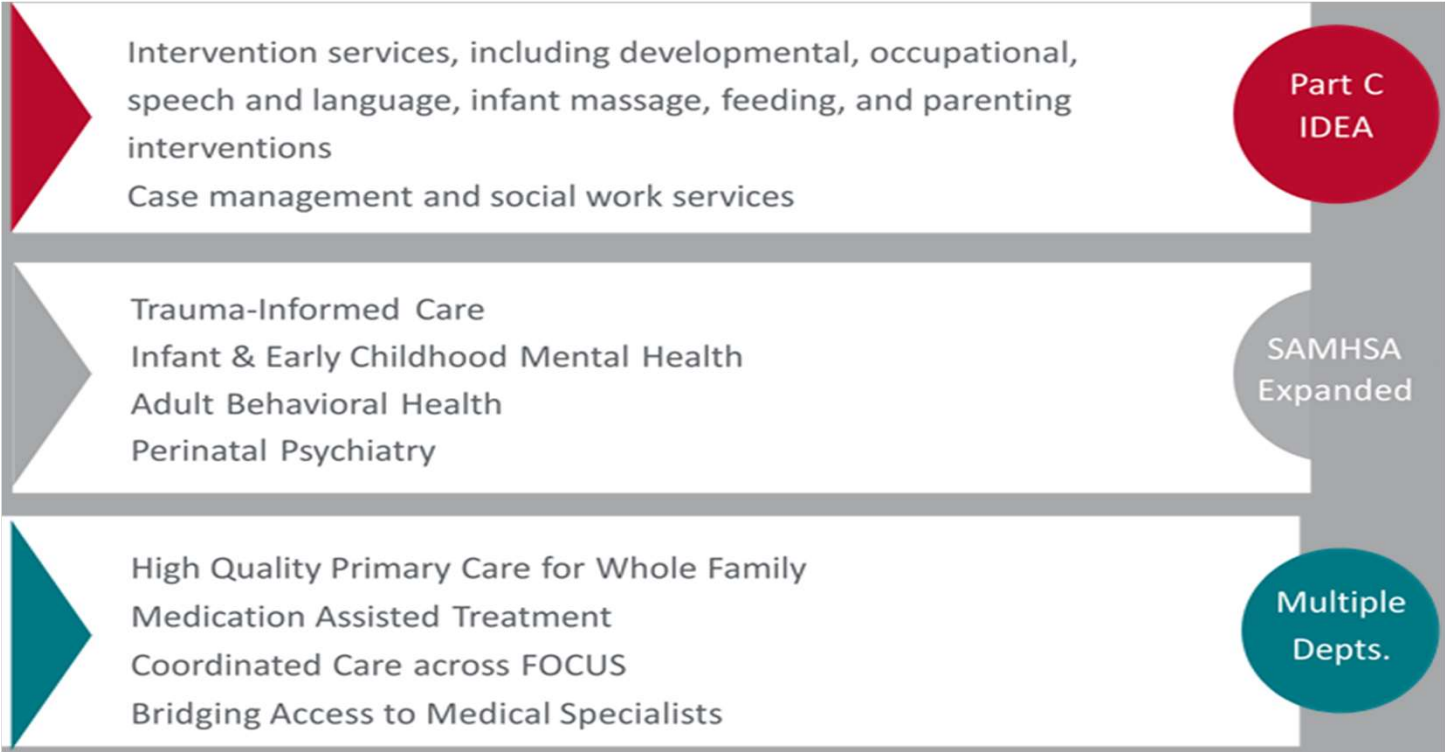 Intervention services, including developmental, occupational,
speech and language, infant massage, feeding, and parenting
interventions
Case management and social work services
Part C
IDEA
Trauma-Informed Care
Infant & Early Childhood Mental Health
Adult Behavioral Health
Perinatal Psychiatry
SAMHSA
Expanded
High Quality Primary Care for Whole Family
Medication Assisted Treatment
Coordinated Care across FOCUS
Bridging Access to Medical Specialists
Multiple
Depts.